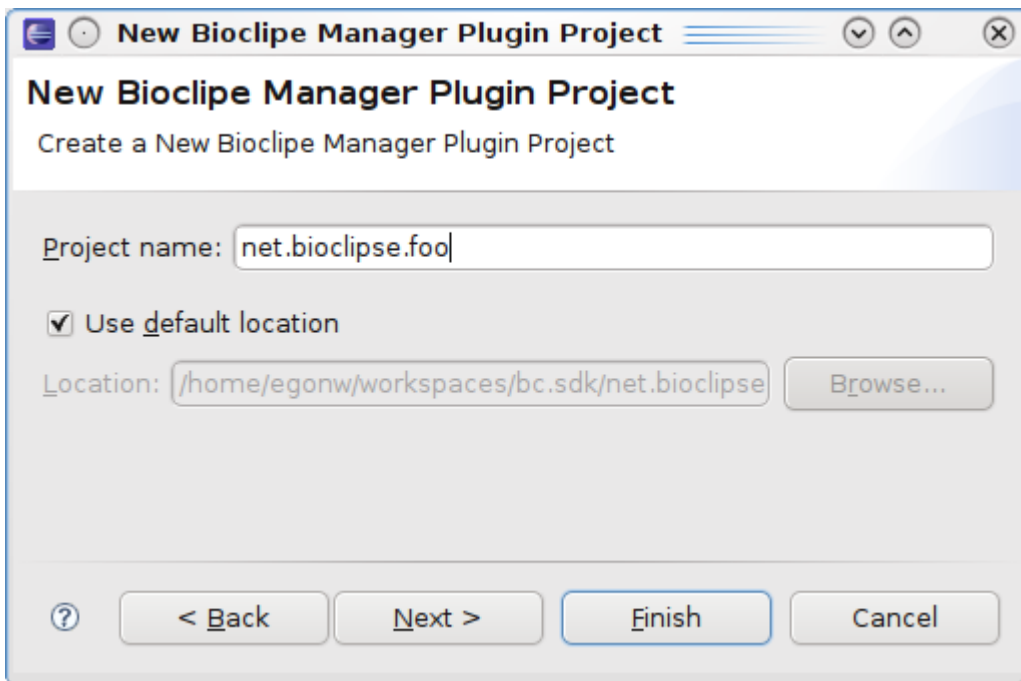 New Bioclipe Manager Plugin Project
New Bioclipe Manager Plugin Project
Create a New Bioclipe Manager Plugin Project
Project name: net.bioclipse.foo
Use default location
Location: /home/egonw/workspaces/bc.sdk/net.bioclipse Browse...
? < Back Next > Finish Cancel